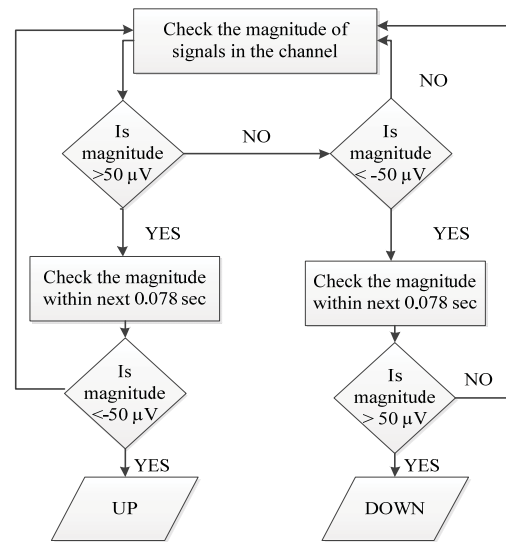 Check the magnitude of
signals in the channel
NO
Is
magnitude
>50 µV
NO
Is
magnitude
< -50 µV
YES
YES
Check the magnitude
within next 0.078 sec
Check the magnitude
within next 0.078 sec
Is
magnitude
<-50 µV
Is
magnitude
> 50 µV
NO
YES
YES
UP
DOWN